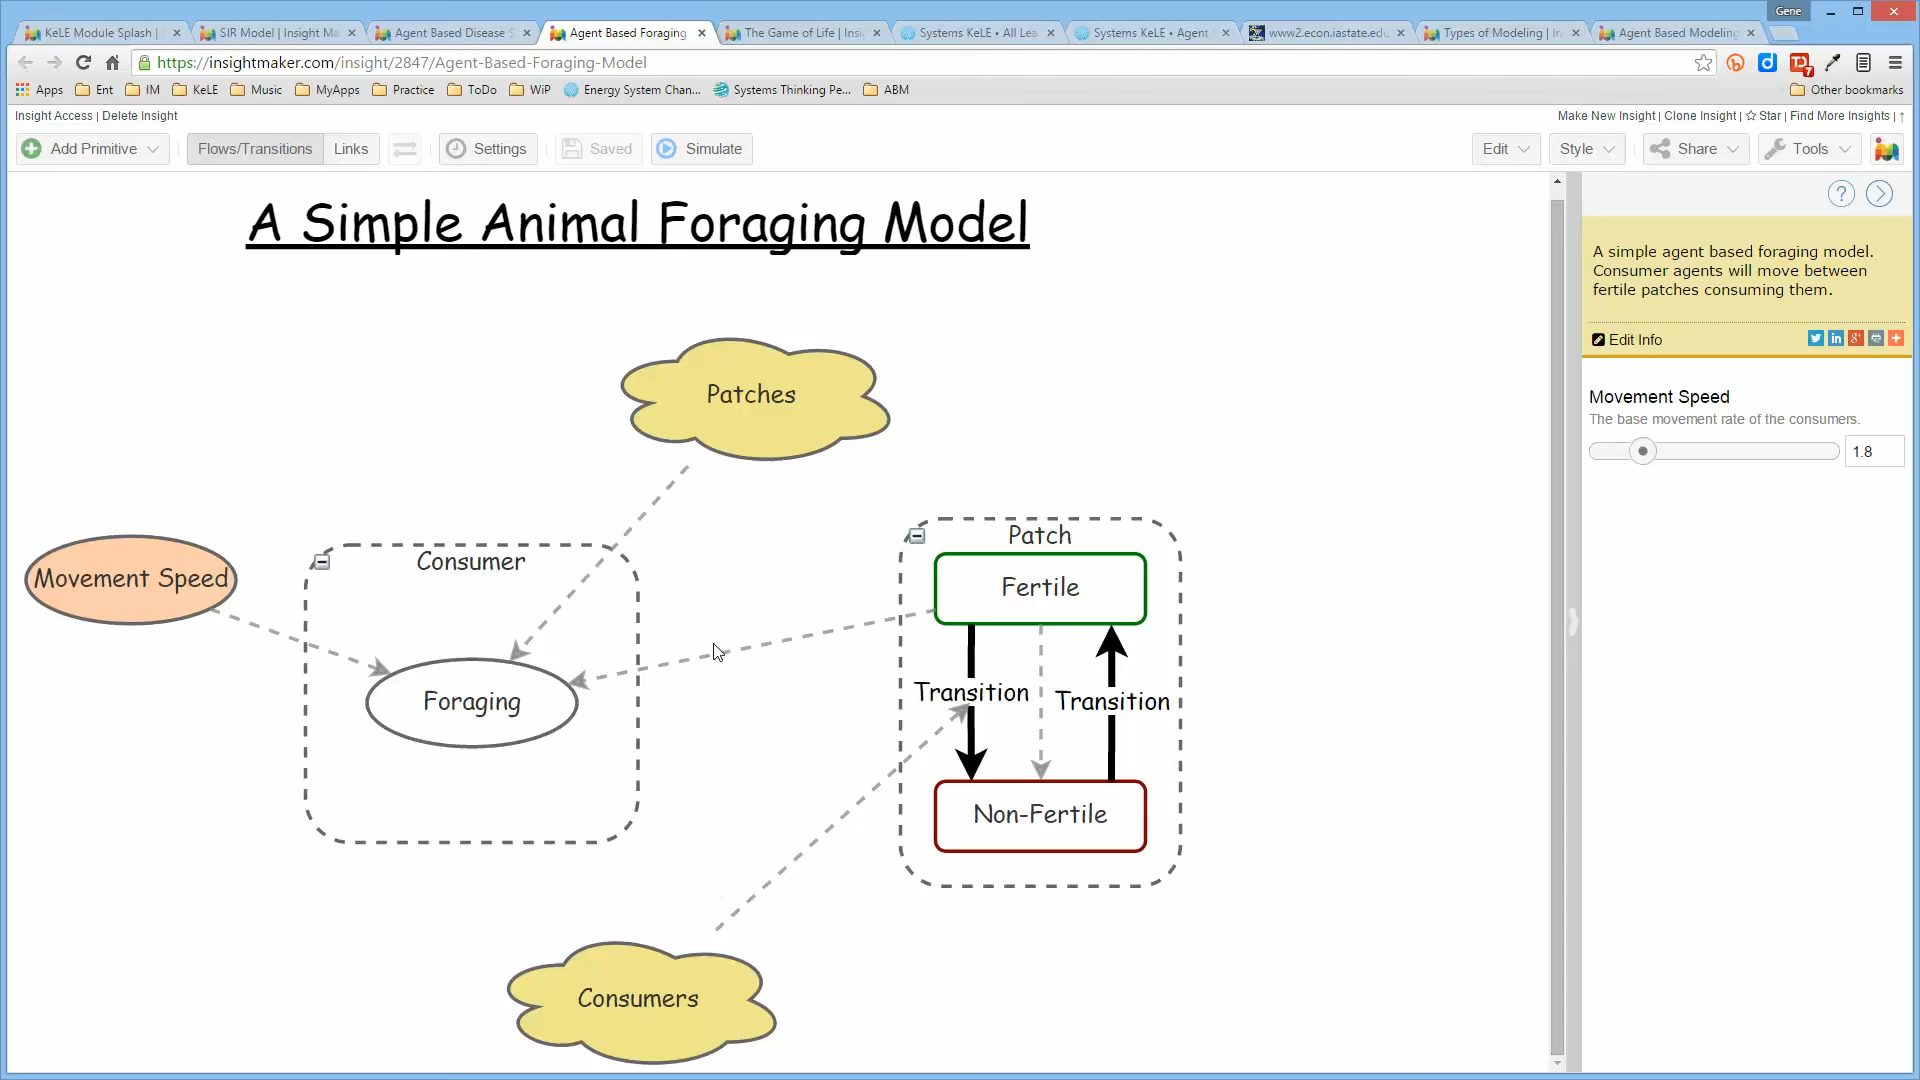 Gene
KeLE Module Splash |
SIR Model | Insight Ma
Agent Based Disease S
Agent Based Foraging
The Game of Life | Insi
Systems KeLE • All Lea
Systems KeLE • Agent
www2.econ.iastate.edu
Types of Modeling | In
Agent Based Modeling
https://insightmaker.com/insight/2847/Agent-Based-Foraging-Model
Apps
Ent
IM
KeLE
Music
MyApps
Practice
ToDo
WiP
Energy System Chan...
Systems Thinking Pe...
ABM
Other bookmarks
Insight Access | Delete Insight
Make New Insight | Clone Insight | Star | Find More Insights |
Add Primitive
Flows/Transitions
Links
Settings
Saved
Simulate
Edit
Style
Share
Tools
A Simple Animal Foraging Model
A simple agent based foraging model.
Consumer agents will move between
fertile patches consuming them.
Edit Info
Movement Speed
The base movement rate of the consumers.
1.8
Patches
Movement Speed
Consumer
Foraging
Patch
Fertile
Transition
Transition
Non-Fertile
Consumers